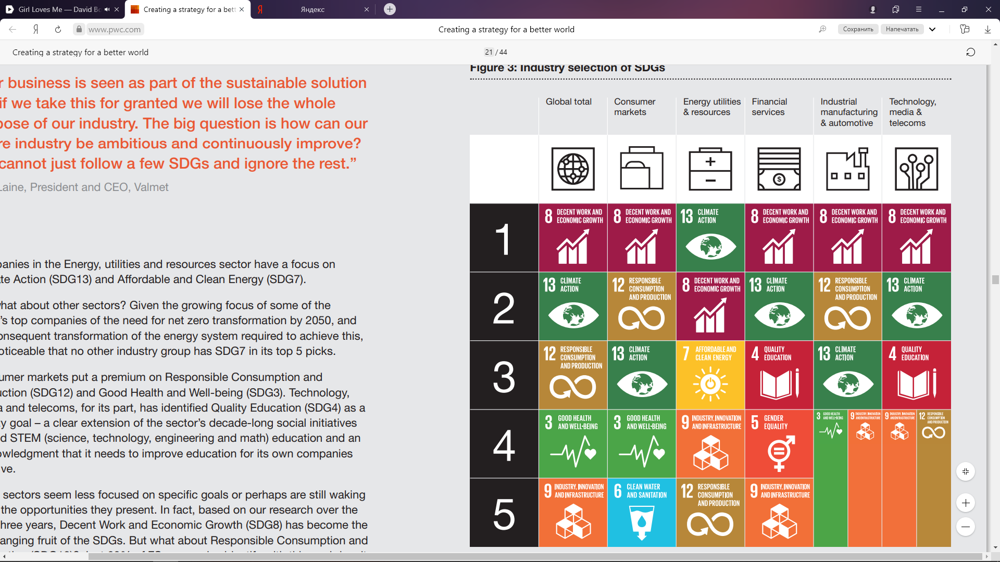 Girl Loves Me — David Bo
Creating a strategy for a bett
Яндекс
www.pwc.com
Creating a strategy for a better world
Сохранить
Напечатать
Creating a strategy for a better world
21 / 44
r business is seen as part of the sustainable solution
if we take this for granted we will lose the whole
pose of our industry. The big question is how can our
re industry be ambitious and continuously improve?
cannot just follow a few SDGs and ignore the rest.”
Laine, President and CEO, Valmet
panies in the Energy, utilities and resources sector have a focus on
te Action (SDG13) and Affordable and Clean Energy (SDG7).
what about other sectors? Given the growing focus of some of the
’s top companies of the need for net zero transformation by 2050, and
onsequent transformation of the energy system required to achieve this,
oticeable that no other industry group has SDG7 in its top 5 picks.
umer markets put a premium on Responsible Consumption and
uction (SDG12) and Good Health and Well-being (SDG3). Technology,
a and telecoms, for its part, has identified Quality Education (SDG4) as a
ty goal – a clear extension of the sector’s decade-long social initiatives
d STEM (science, technology, engineering and math) education and an
owledgment that it needs to improve education for its own companies
ve.
sectors seem less focused on specific goals or perhaps are still waking
the opportunities they present. In fact, based on our research over the
hree years, Decent Work and Economic Growth (SDG8) has become the
anging fruit of the SDGs. But what about Responsible Consumption and
Figure 3: Industry selection of SDGs
Global total
Consumer
markets
Energy utilities
& resources
Financial
services
Industrial
manufacturing
& automotive
Technology,
media &
telecoms
1
8 DECENT WORK AND
ECONOMIC GROWTH
8 DECENT WORK AND
ECONOMIC GROWTH
13 CLIMATE
ACTION
8 DECENT WORK AND
ECONOMIC GROWTH
8 DECENT WORK AND
ECONOMIC GROWTH
8 DECENT WORK AND
ECONOMIC GROWTH
2
13 CLIMATE
ACTION
12 RESPONSIBLE
CONSUMPTION
AND PRODUCTION
8 DECENT WORK AND
ECONOMIC GROWTH
13 CLIMATE
ACTION
12 RESPONSIBLE
CONSUMPTION
AND PRODUCTION
13 CLIMATE
ACTION
3
12 RESPONSIBLE
CONSUMPTION
AND PRODUCTION
13 CLIMATE
ACTION
7 AFFORDABLE AND
CLEAN ENERGY
4 QUALITY
EDUCATION
13 CLIMATE
ACTION
4 QUALITY
EDUCATION
4
3 GOOD HEALTH
AND WELL-BEING
3 GOOD HEALTH
AND WELL-BEING
9 INDUSTRY, INNOVATION
AND INFRASTRUCTURE
5 GENDER
EQUALITY
3 GOOD HEALTH
AND WELL-BEING
9 INDUSTRY, INNOVATION
AND INFRASTRUCTURE
9 INDUSTRY, INNOVATION
AND INFRASTRUCTURE
12 RESPONSIBLE
CONSUMPTION
AND PRODUCTION
5
9 INDUSTRY, INNOVATION
AND INFRASTRUCTURE
6 CLEAN WATER
AND SANITATION
12 RESPONSIBLE
CONSUMPTION
AND PRODUCTION
9 INDUSTRY, INNOVATION
AND INFRASTRUCTURE